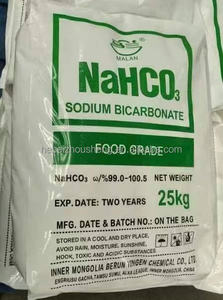 MALAN
NaHCO3
SODIUM BICARBONATE
FOOD GRADE
NaHCO3 ω/%99.0-100.5 NET WEIGHT
EXP. DATE: TWO YEARS 25kg
MFG. DATE & BATCH NO.: ON THE BAG
STORED IN A COOL AND DRY PLACE,
AVOID RAIN, MOISTURE, SUNSHINE,
HOOK, TOXIC AND ACIDIC SUBSTANCES
INNER MONGOLIA BERUN YINGEN CHEMICAL CO., LTD.